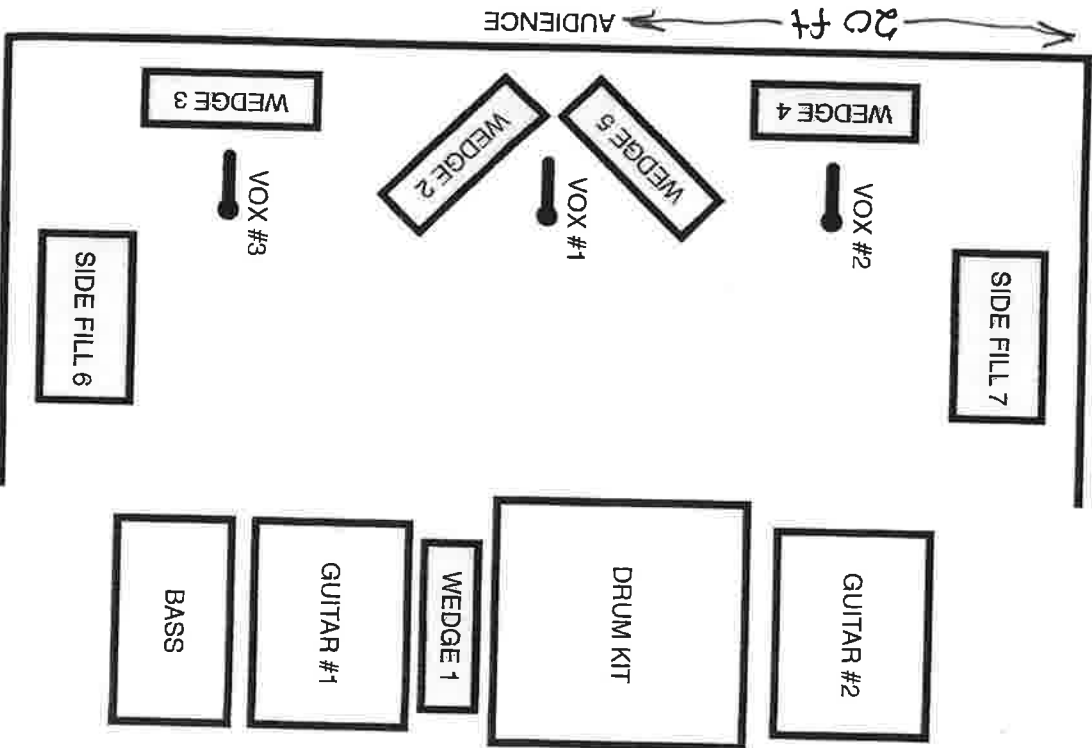 20 ft
AUDIENCE
WEDGE 3
WEDGE 2
WEDGE 5
WEDGE 4
VOX #3
VOX #1
VOX #2
SIDE FILL 6
SIDE FILL 7
BASS
GUITAR #1
WEDGE 1
DRUM KIT
GUITAR #2